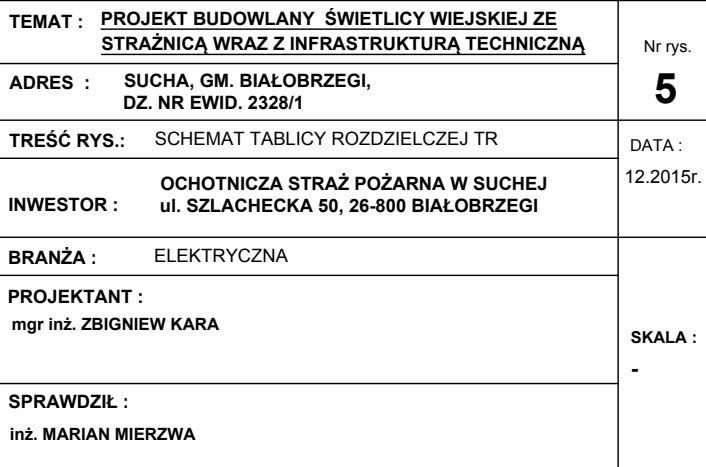 TEMAT : PROJEKT BUDOWLANY ŚWIETLICY WIEJSKIEJ ZE
STRAŻNICĄ WRAZ Z INFRASTRUKTURĄ TECHNICZNĄ
Nr rys.
5
ADRES : SUCHA, GM. BIAŁOBRZEGI,
DZ. NR EWID. 2328/1
TREŚĆ RYS.: SCHEMAT TABLICY ROZDZIELCZEJ TR
DATA :
12.2015r.
OCHOTNICZA STRAŻ POŻARNA W SUCHEJ
INWESTOR : ul. SZLACHECKA 50, 26-800 BIAŁOBRZEGI
BRANŻA : ELEKTRYCZNA
PROJEKTANT :
mgr inż. ZBIGNIEW KARA
SKALA :
-
SPRAWDZIŁ :
inż. MARIAN MIERZWA